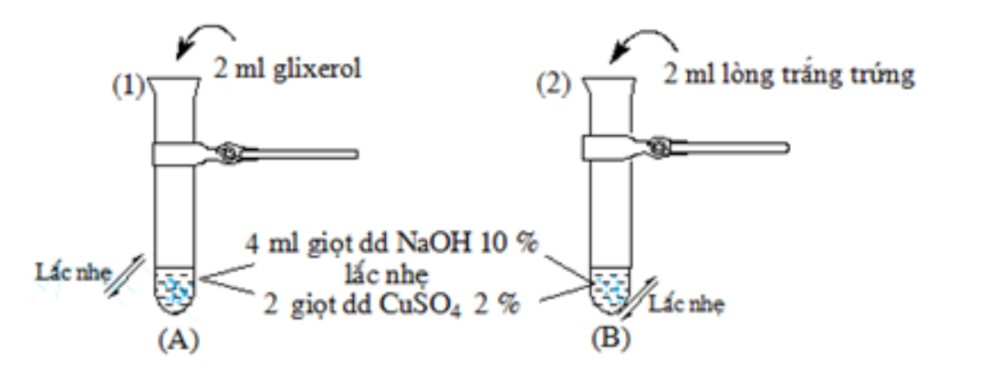 2 ml glixerol
(1)
2 ml lòng trắng trứng
(2)
4 ml giọt dd NaOH 10 %
lắc nhẹ
2 giọt dd CuSO₄ 2 %
Lắc nhẹ
Lắc nhẹ
(A)
(B)